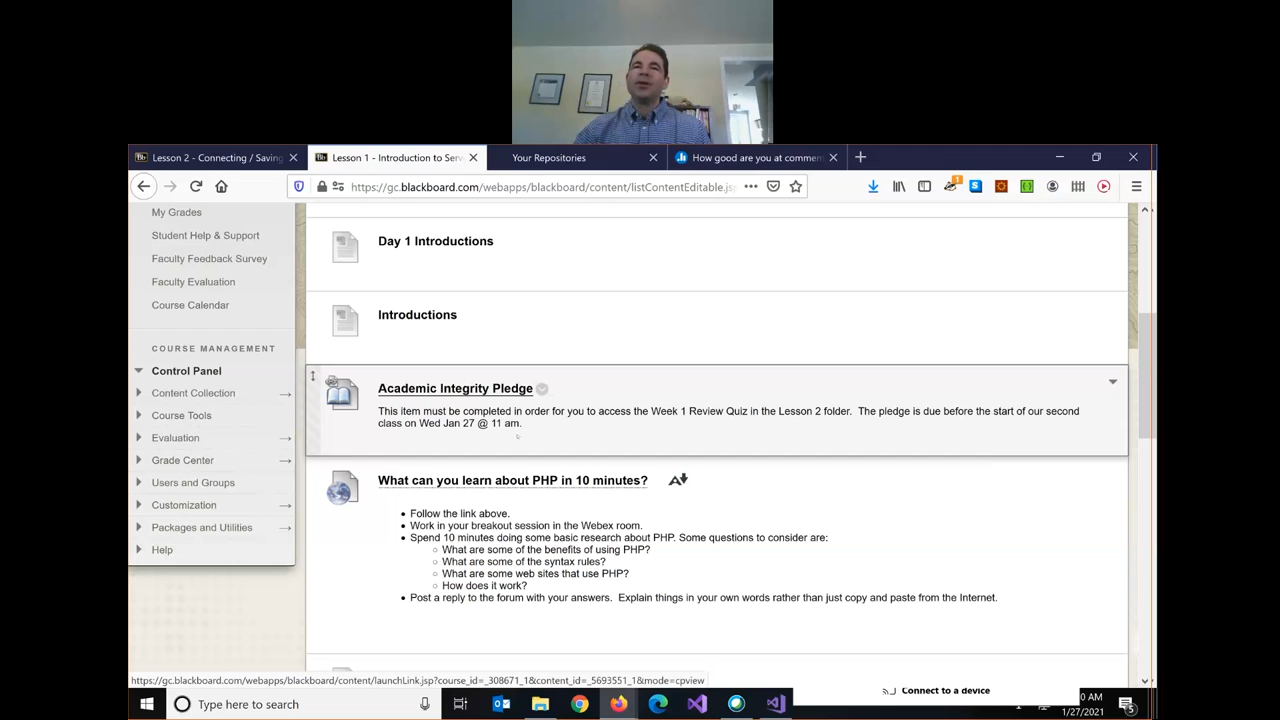 Lesson 2 - Connecting / Saving
Lesson 1 - Introduction to Serv
Your Repositories
How good are you at commen
https://gc.blackboard.com/webapps/blackboard/content/listContentEditable.js
My Grades
Student Help & Support
Faculty Feedback Survey
Faculty Evaluation
Course Calendar
COURSE MANAGEMENT
Control Panel
Content Collection
Course Tools
Evaluation
Grade Center
Users and Groups
Customization
Packages and Utilities
Help
Day 1 Introductions
Introductions
Academic Integrity Pledge
This item must be completed in order for you to access the Week 1 Review Quiz in the Lesson 2 folder. The pledge is due before the start of our second
class on Wed Jan 27 @ 11 am.
What can you learn about PHP in 10 minutes?
Follow the link above.
Work in your breakout session in the Webex room.
Spend 10 minutes doing some basic research about PHP. Some questions to consider are:
What are some of the benefits of using PHP?
What are some of the syntax rules?
What are some web sites that use PHP?
How does it work?
Post a reply to the forum with your answers. Explain things in your own words rather than just copy and paste from the Internet.
https://gc.blackboard.com/webapps/blackboard/content/launchLink.jsp?course_id=_308671_1&content_id=_5693551_1&mode=cpview
Type here to search
Connect to a device
0 AM
1/27/2021